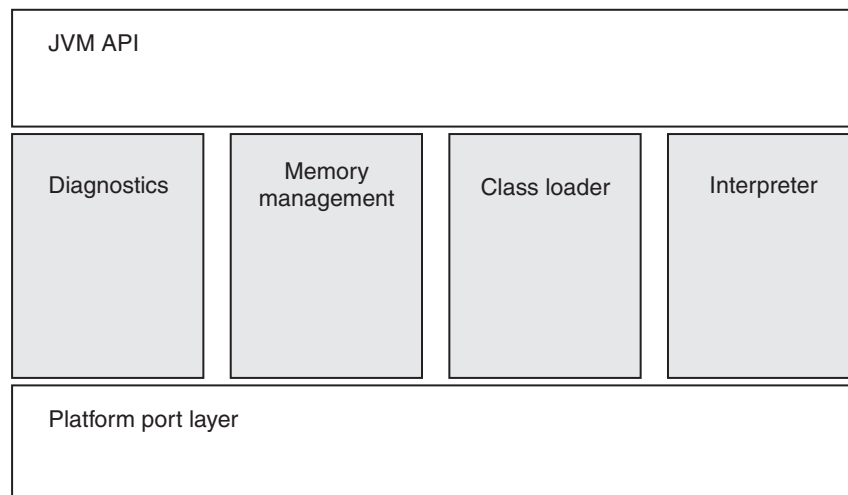 JVM API
Diagnostics
Memory
management
Class loader
Interpreter
Platform port layer